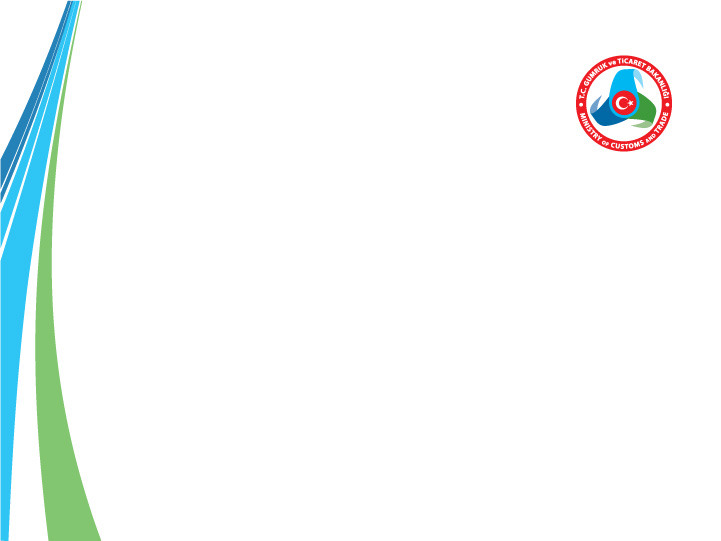 T.C. GÜMRÜK ve TİCARET BAKANLIĞI
MINISTRY OF CUSTOMS AND TRADE